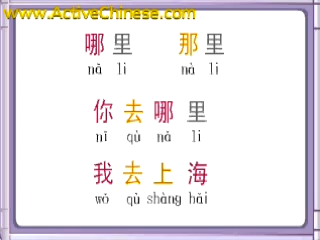 www.ActiveChinese.com
哪里 那里
nǎ li nà li
你去哪里
nǐ qù nǎ li
我去上海
wǒ qù shàng hǎi